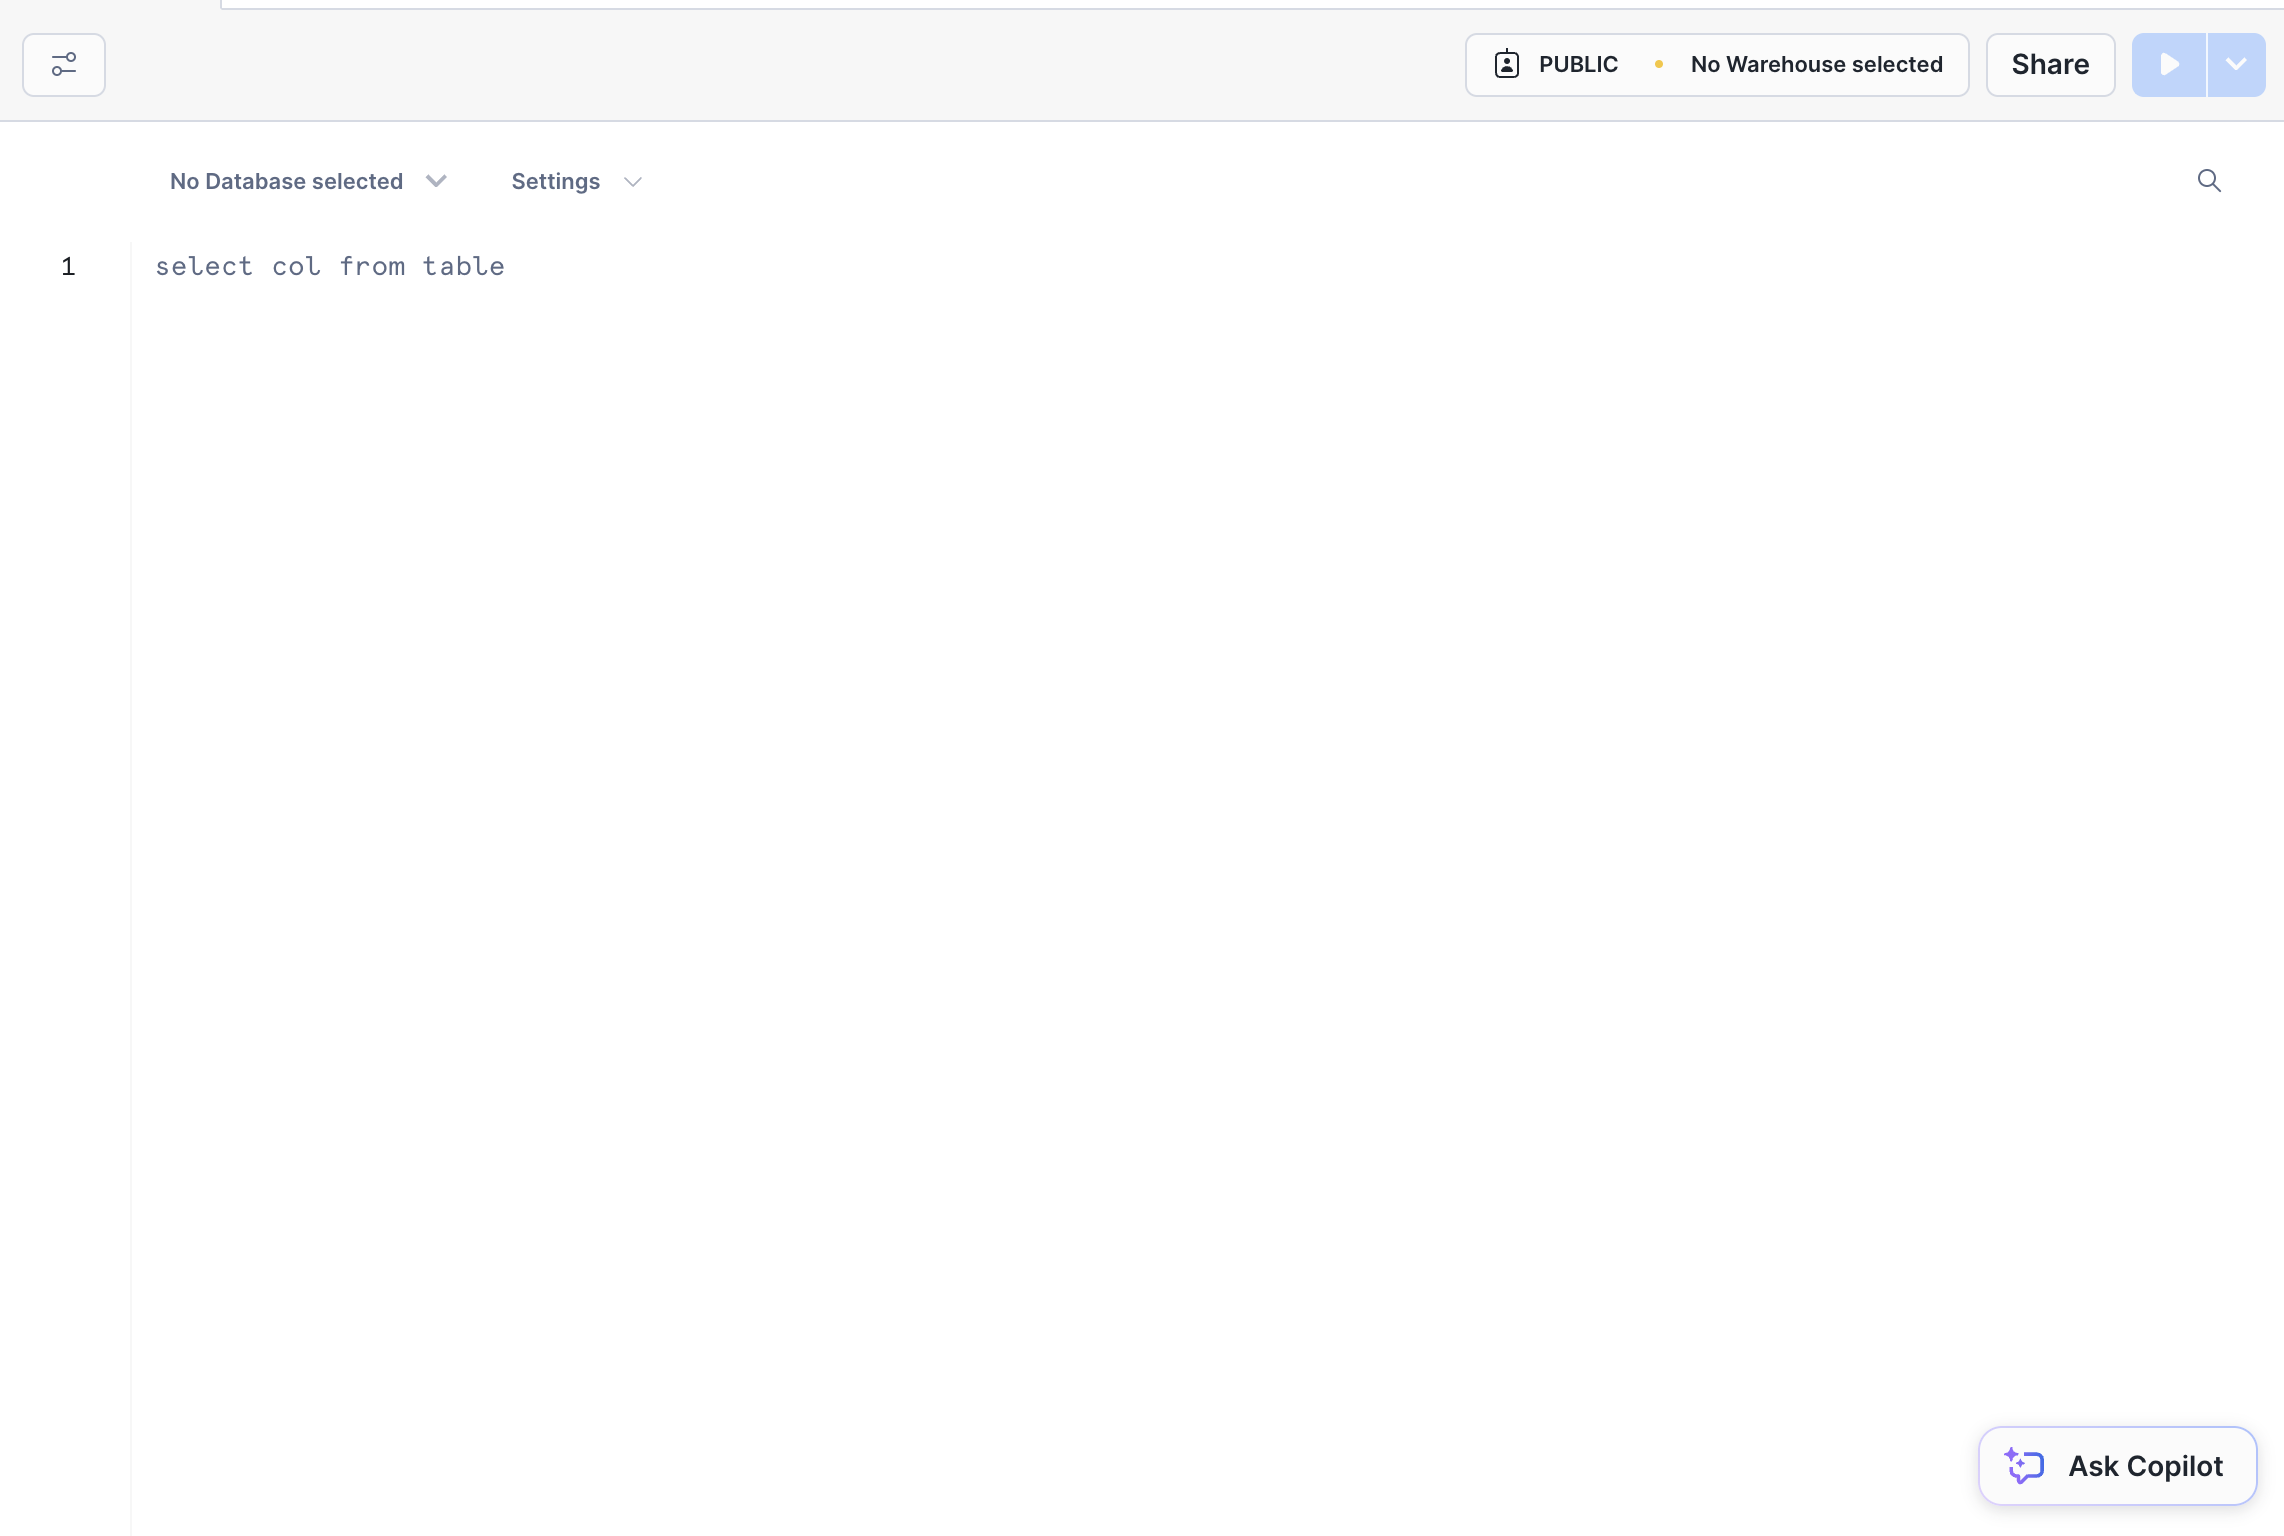 PUBLIC No Warehouse selected Share
No Database selected Settings
1 select col from table
Ask Copilot